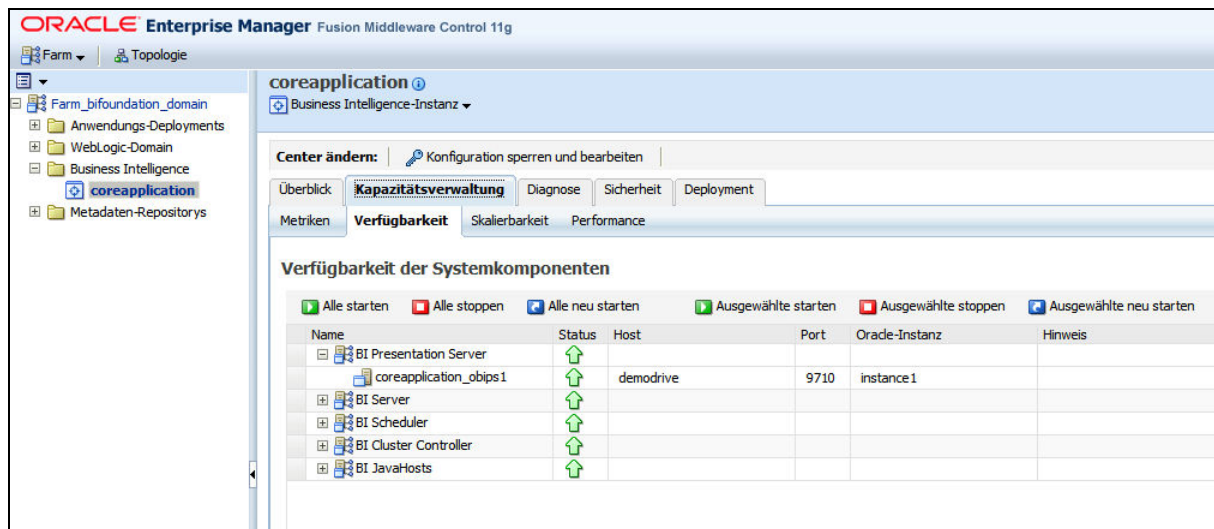 ORACLE Enterprise Manager Fusion Middleware Control 11g
Farm Topologie
Farm_bifoundation_domain
Anwendungs-Deployments
WebLogic-Domain
Business Intelligence
coreapplication
Metadaten-Repositorys
coreapplication
Business Intelligence-Instanz
Center ändern: Konfiguration sperren und bearbeiten
Überblick Kapazitätsverwaltung Diagnose Sicherheit Deployment
Metriken Verfügbarkeit Skalierbarkeit Performance
Verfügbarkeit der Systemkomponenten
Alle starten Alle stoppen Alle neu starten Ausgewählte starten Ausgewählte stoppen Ausgewählte neu starten
Name Status Host Port Oracle-Instanz Hinweis
BI Presentation Server
coreapplication_obips1 demodrive 9710 instance1
BI Server
BI Scheduler
BI Cluster Controller
BI JavaHosts